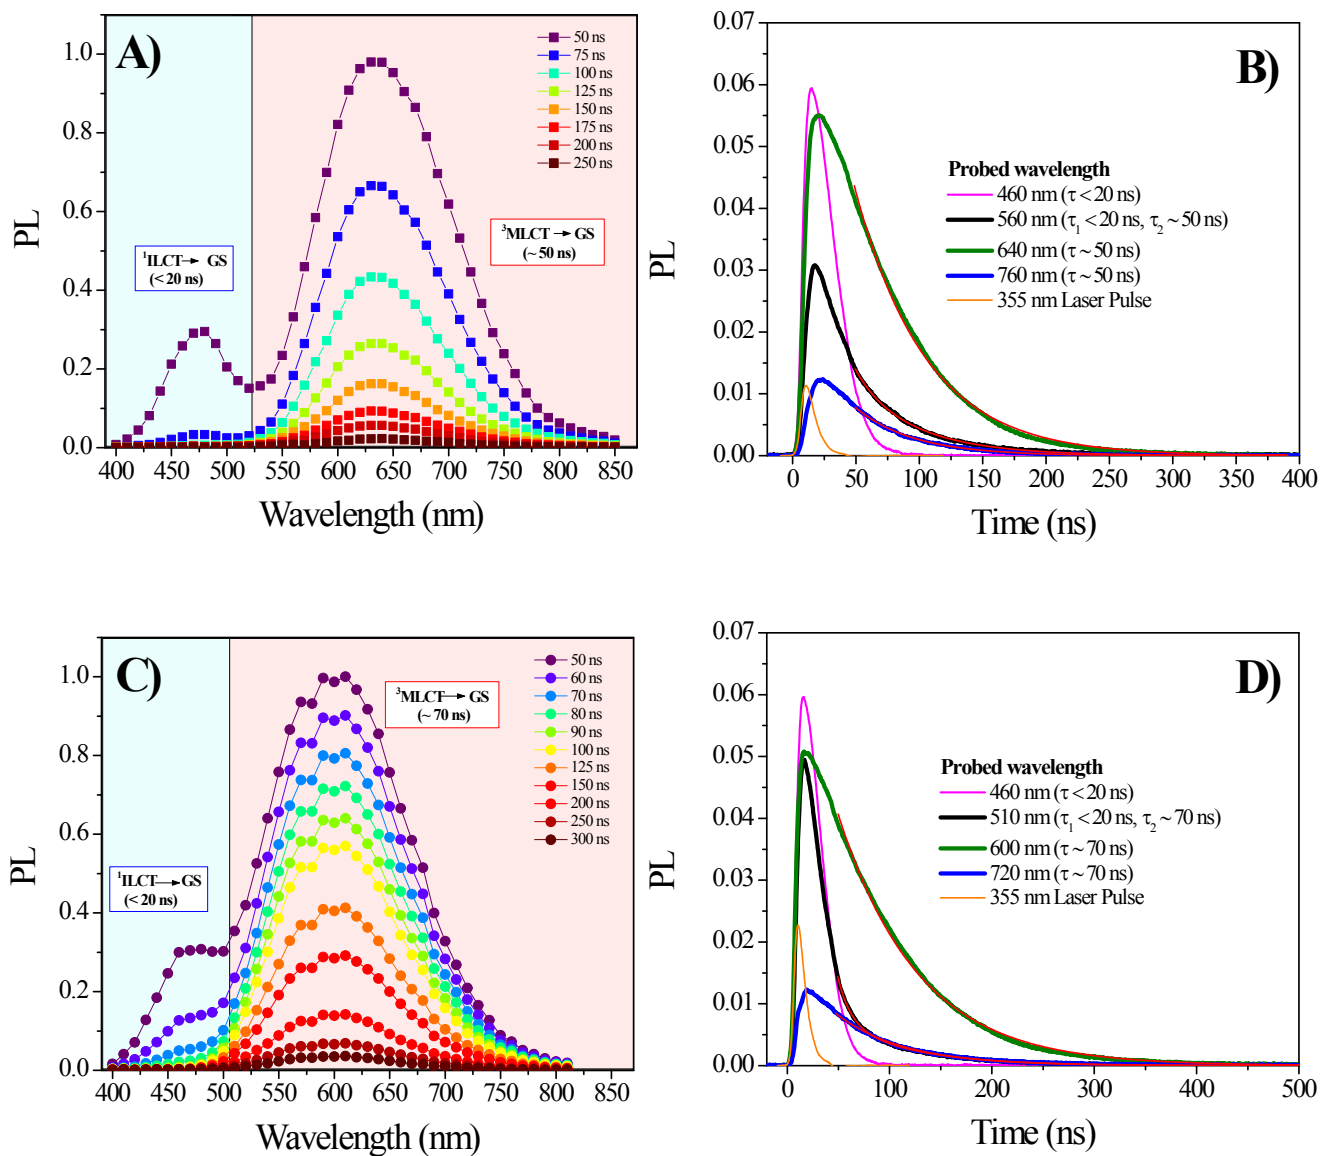 A)
1.0
0.8
0.6
0.4
0.2
0.0
PL
400 450 500 550 600 650 700 750 800 850
Wavelength (nm)
50 ns
75 ns
100 ns
125 ns
150 ns
175 ns
200 ns
250 ns
¹ILCT → GS
(< 20 ns)
³MLCT → GS
(~ 50 ns)
B)
0.07
0.06
0.05
0.04
0.03
0.02
0.01
0.00
PL
0 50 100 150 200 250 300 350 400
Time (ns)
Probed wavelength
460 nm (τ < 20 ns)
560 nm (τ₁ < 20 ns, τ₂ ~ 50 ns)
640 nm (τ ~ 50 ns)
760 nm (τ ~ 50 ns)
355 nm Laser Pulse
C)
1.0
0.8
0.6
0.4
0.2
0.0
PL
400 450 500 550 600 650 700 750 800 850
Wavelength (nm)
50 ns
60 ns
70 ns
80 ns
90 ns
100 ns
125 ns
150 ns
200 ns
250 ns
300 ns
³MLCT → GS
(~ 70 ns)
¹ILCT → GS
(< 20 ns)
D)
0.07
0.06
0.05
0.04
0.03
0.02
0.01
0.00
PL
0 100 200 300 400 500
Time (ns)
Probed wavelength
460 nm (τ < 20 ns)
510 nm (τ₁ < 20 ns, τ₂ ~ 70 ns)
600 nm (τ ~ 70 ns)
720 nm (τ ~ 70 ns)
355 nm Laser Pulse